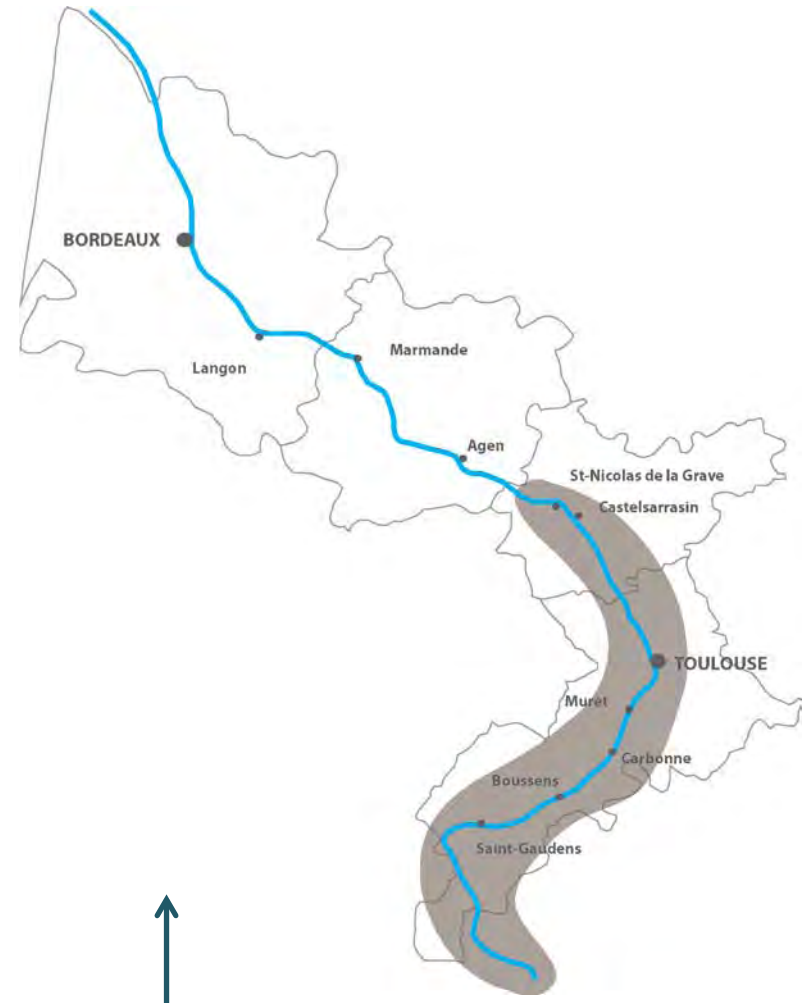 BORDEAUX
Langon
Marmande
Agen
St-Nicolas de la Grave
Castelsarrasin
TOULOUSE
Muret
Carbonne
Boussens
Saint-Gaudens